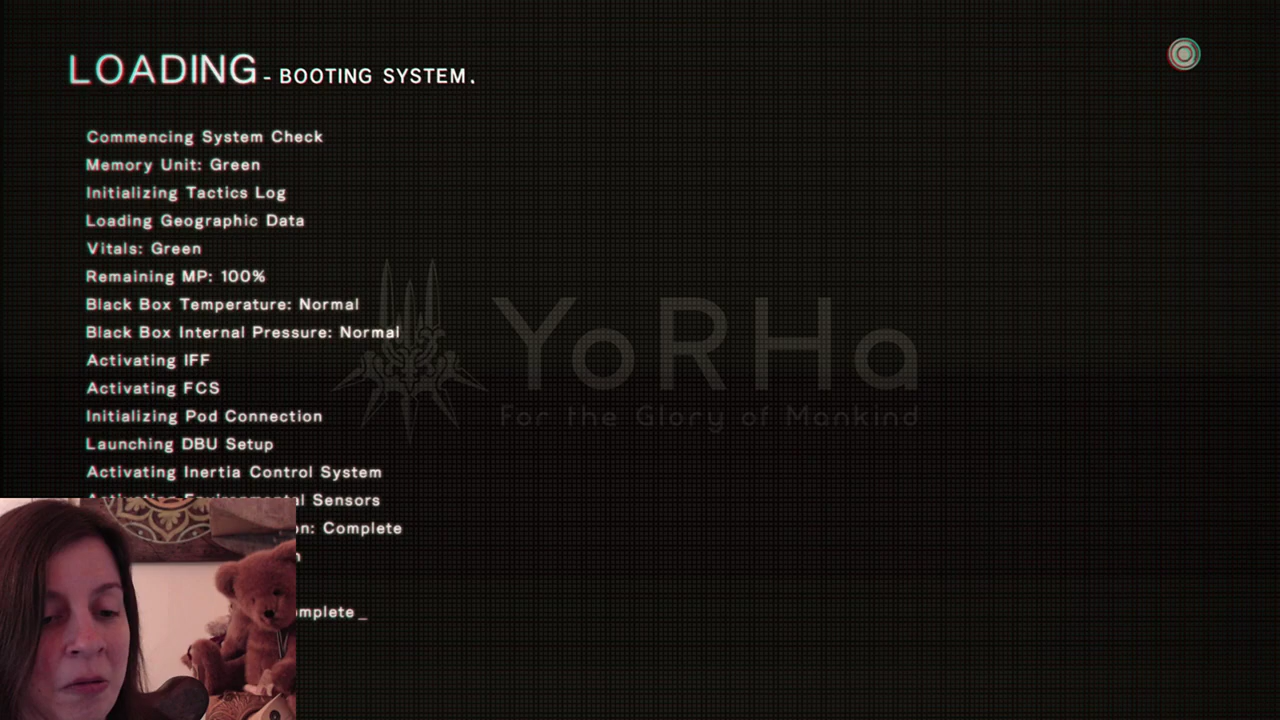 LOADING - BOOTING SYSTEM.
Commencing System Check
Memory Unit: Green
Initializing Tactics Log
Loading Geographic Data
Vitals: Green
Remaining MP: 100%
Black Box Temperature: Normal
Black Box Internal Pressure: Normal
Activating IFF
Activating FCS
Initializing Pod Connection
Launching DBU Setup
Activating Inertia Control System
Sensors
Complete
YoRHa
For the Glory of Mankind